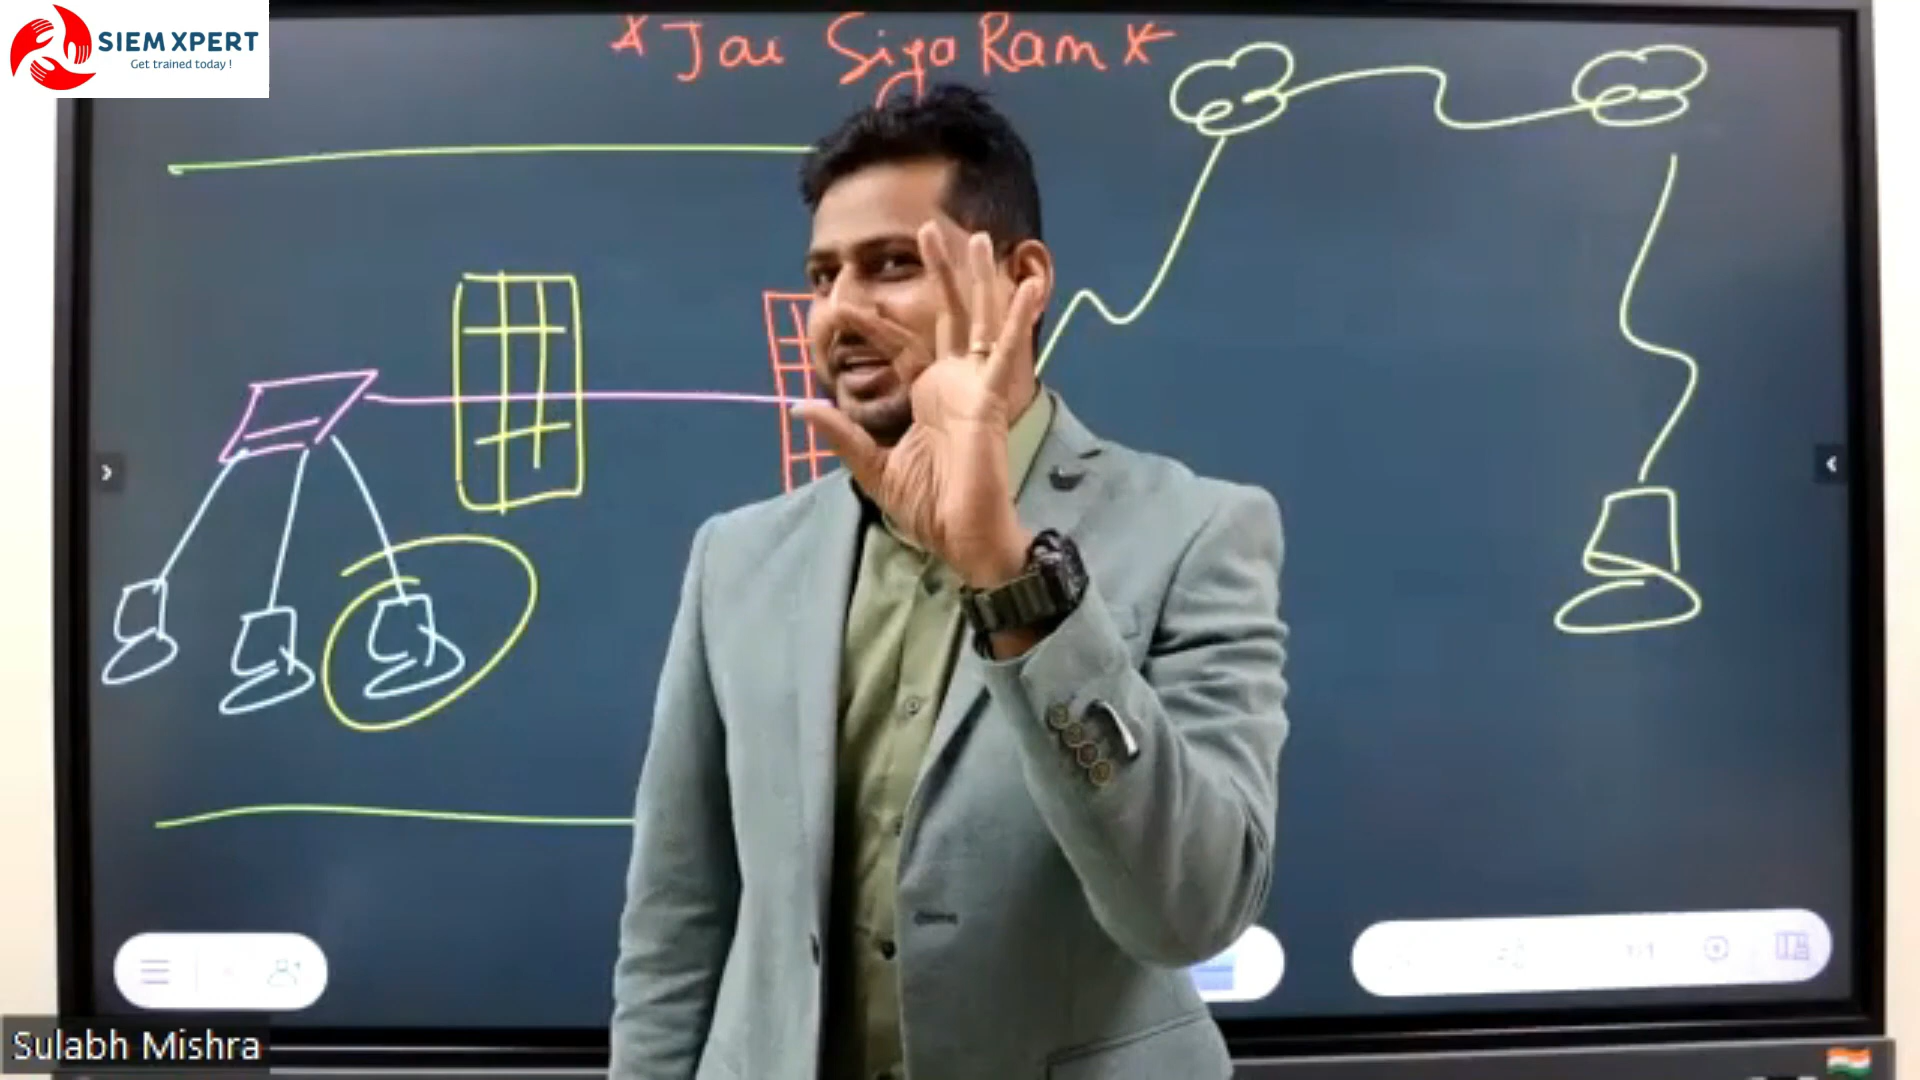 SIEM XPERT
Get trained today !
* Jai Siya Ram *
Sulabh Mishra